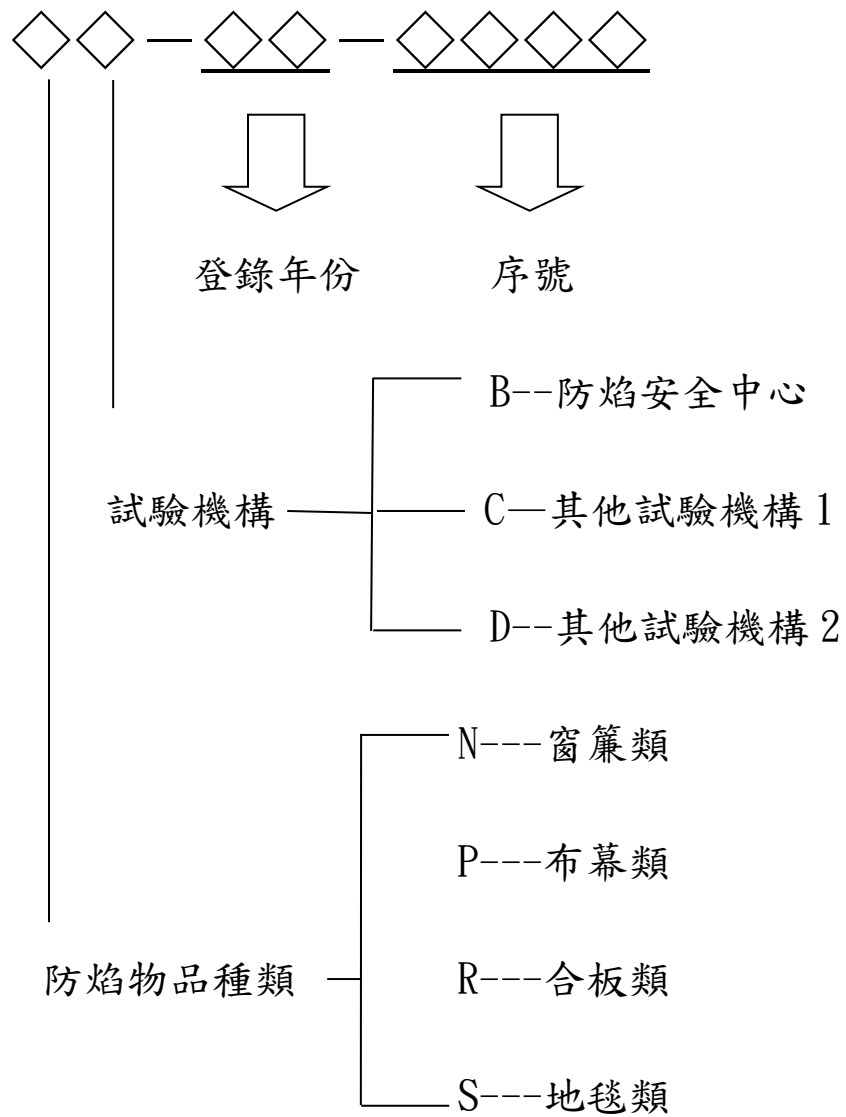 ◇◇—◇◇—◇◇◇◇
登錄年份 序號
B--防焰安全中心
試驗機構 C—其他試驗機構 1
D--其他試驗機構 2
N---窗簾類
P---布幕類
防焰物品種類 R---合板類
S---地毯類